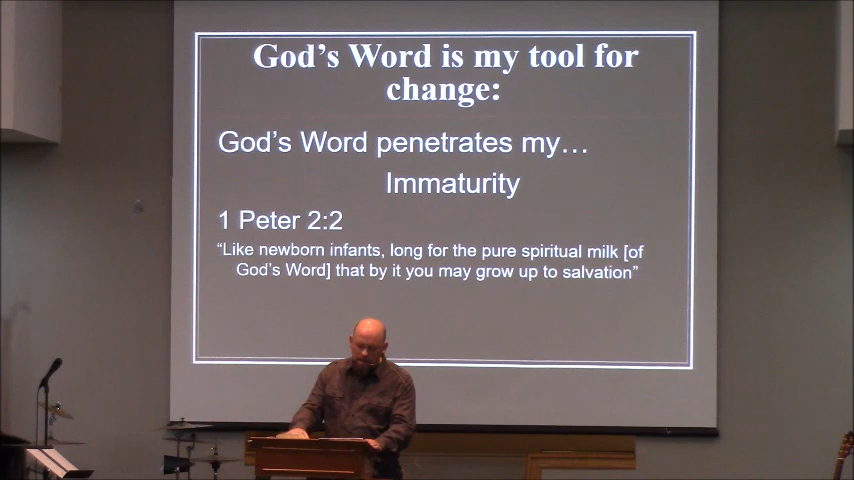 God’s Word is my tool for
change:
God’s Word penetrates my…
Immaturity
1 Peter 2:2
“Like newborn infants, long for the pure spiritual milk [of
God’s Word] that by it you may grow up to salvation”